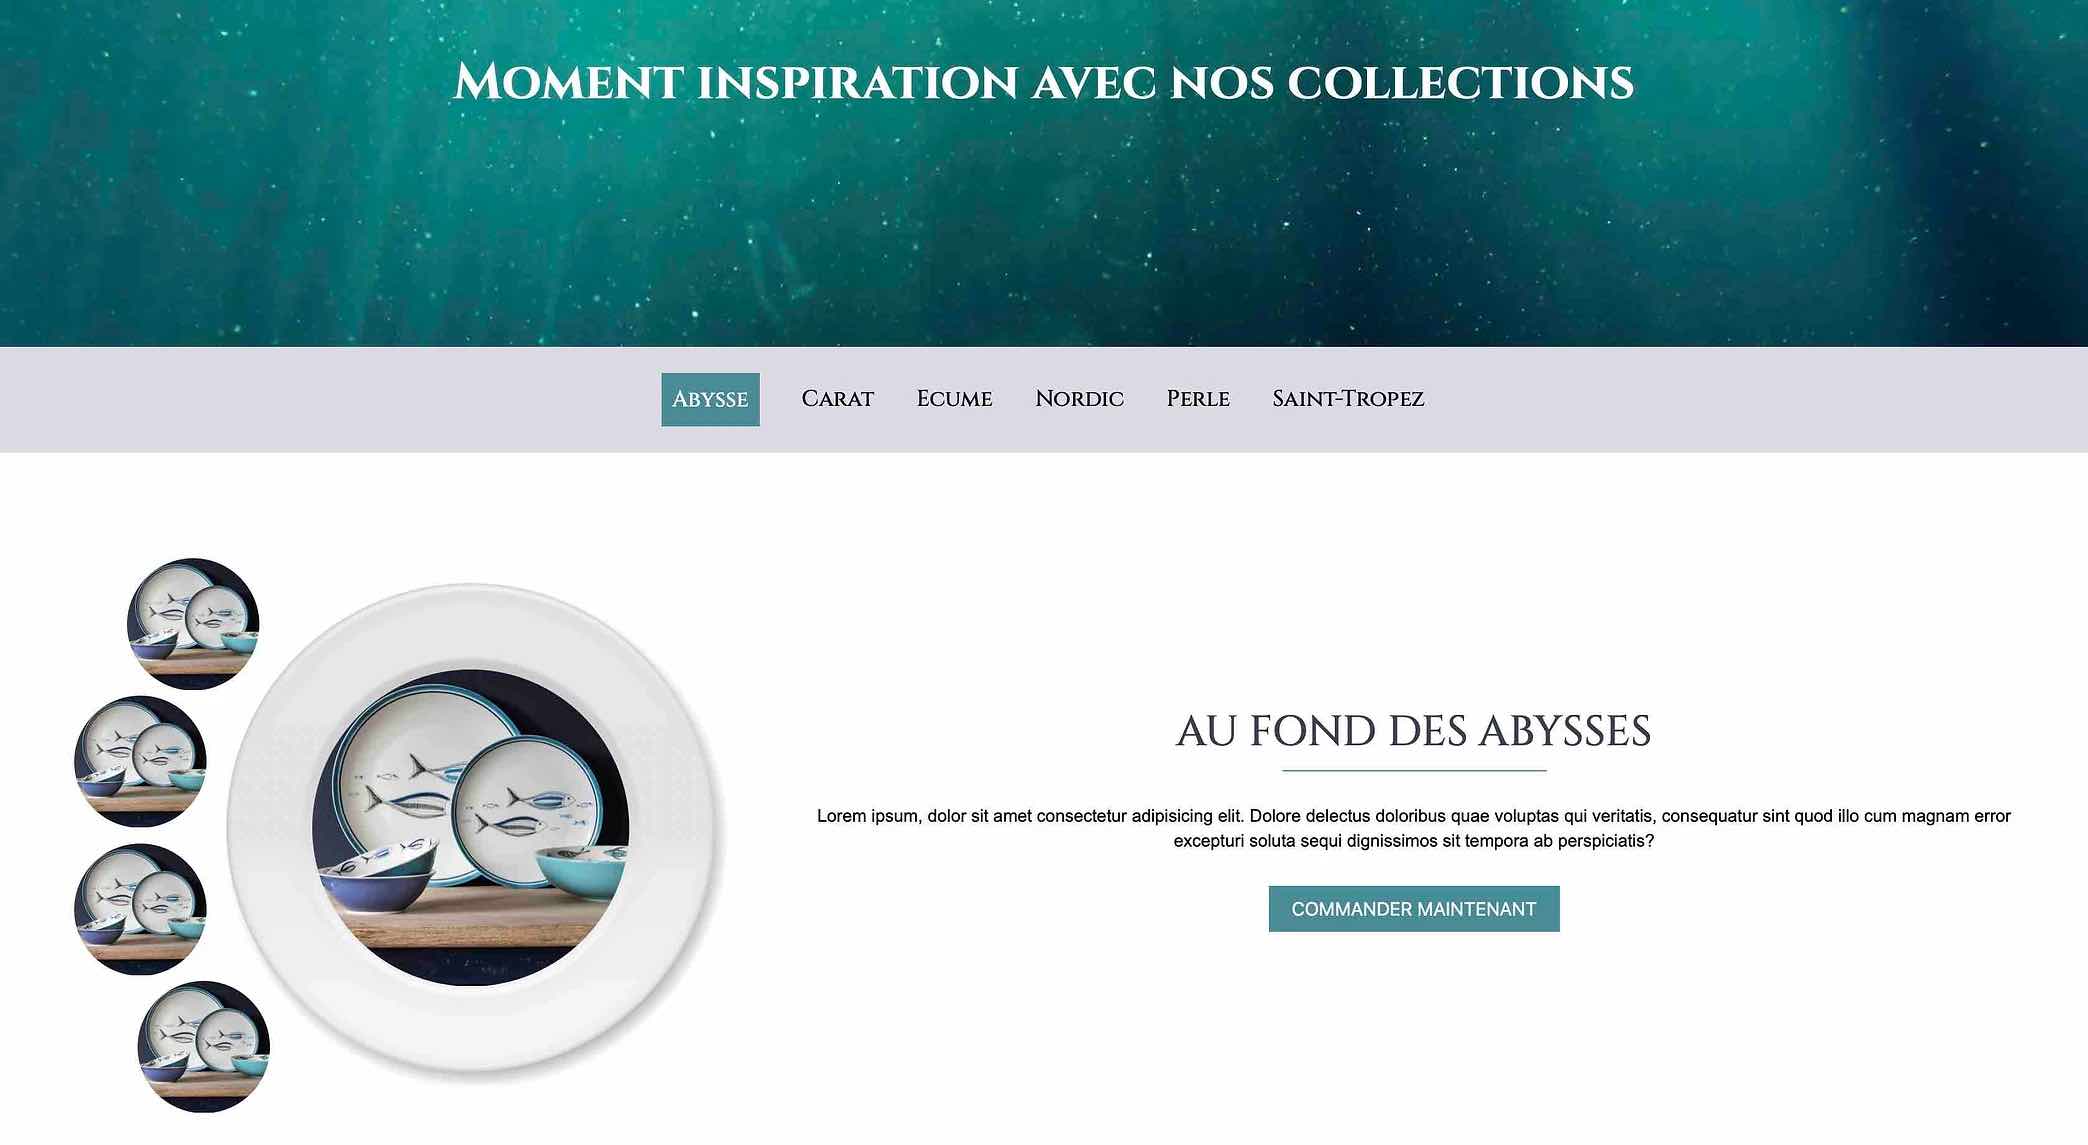 Moment inspiration avec nos collections
Abysse Carat Ecume Nordic Perle Saint-Tropez
AU FOND DES ABYSSES
Lorem ipsum, dolor sit amet consectetur adipisicing elit. Dolore delectus doloribus quae voluptas qui veritatis, consequatur sint quod illo cum magnam error
excepturi soluta sequi dignissimos sit tempora ab perspiciatis?
COMMANDER MAINTENANT